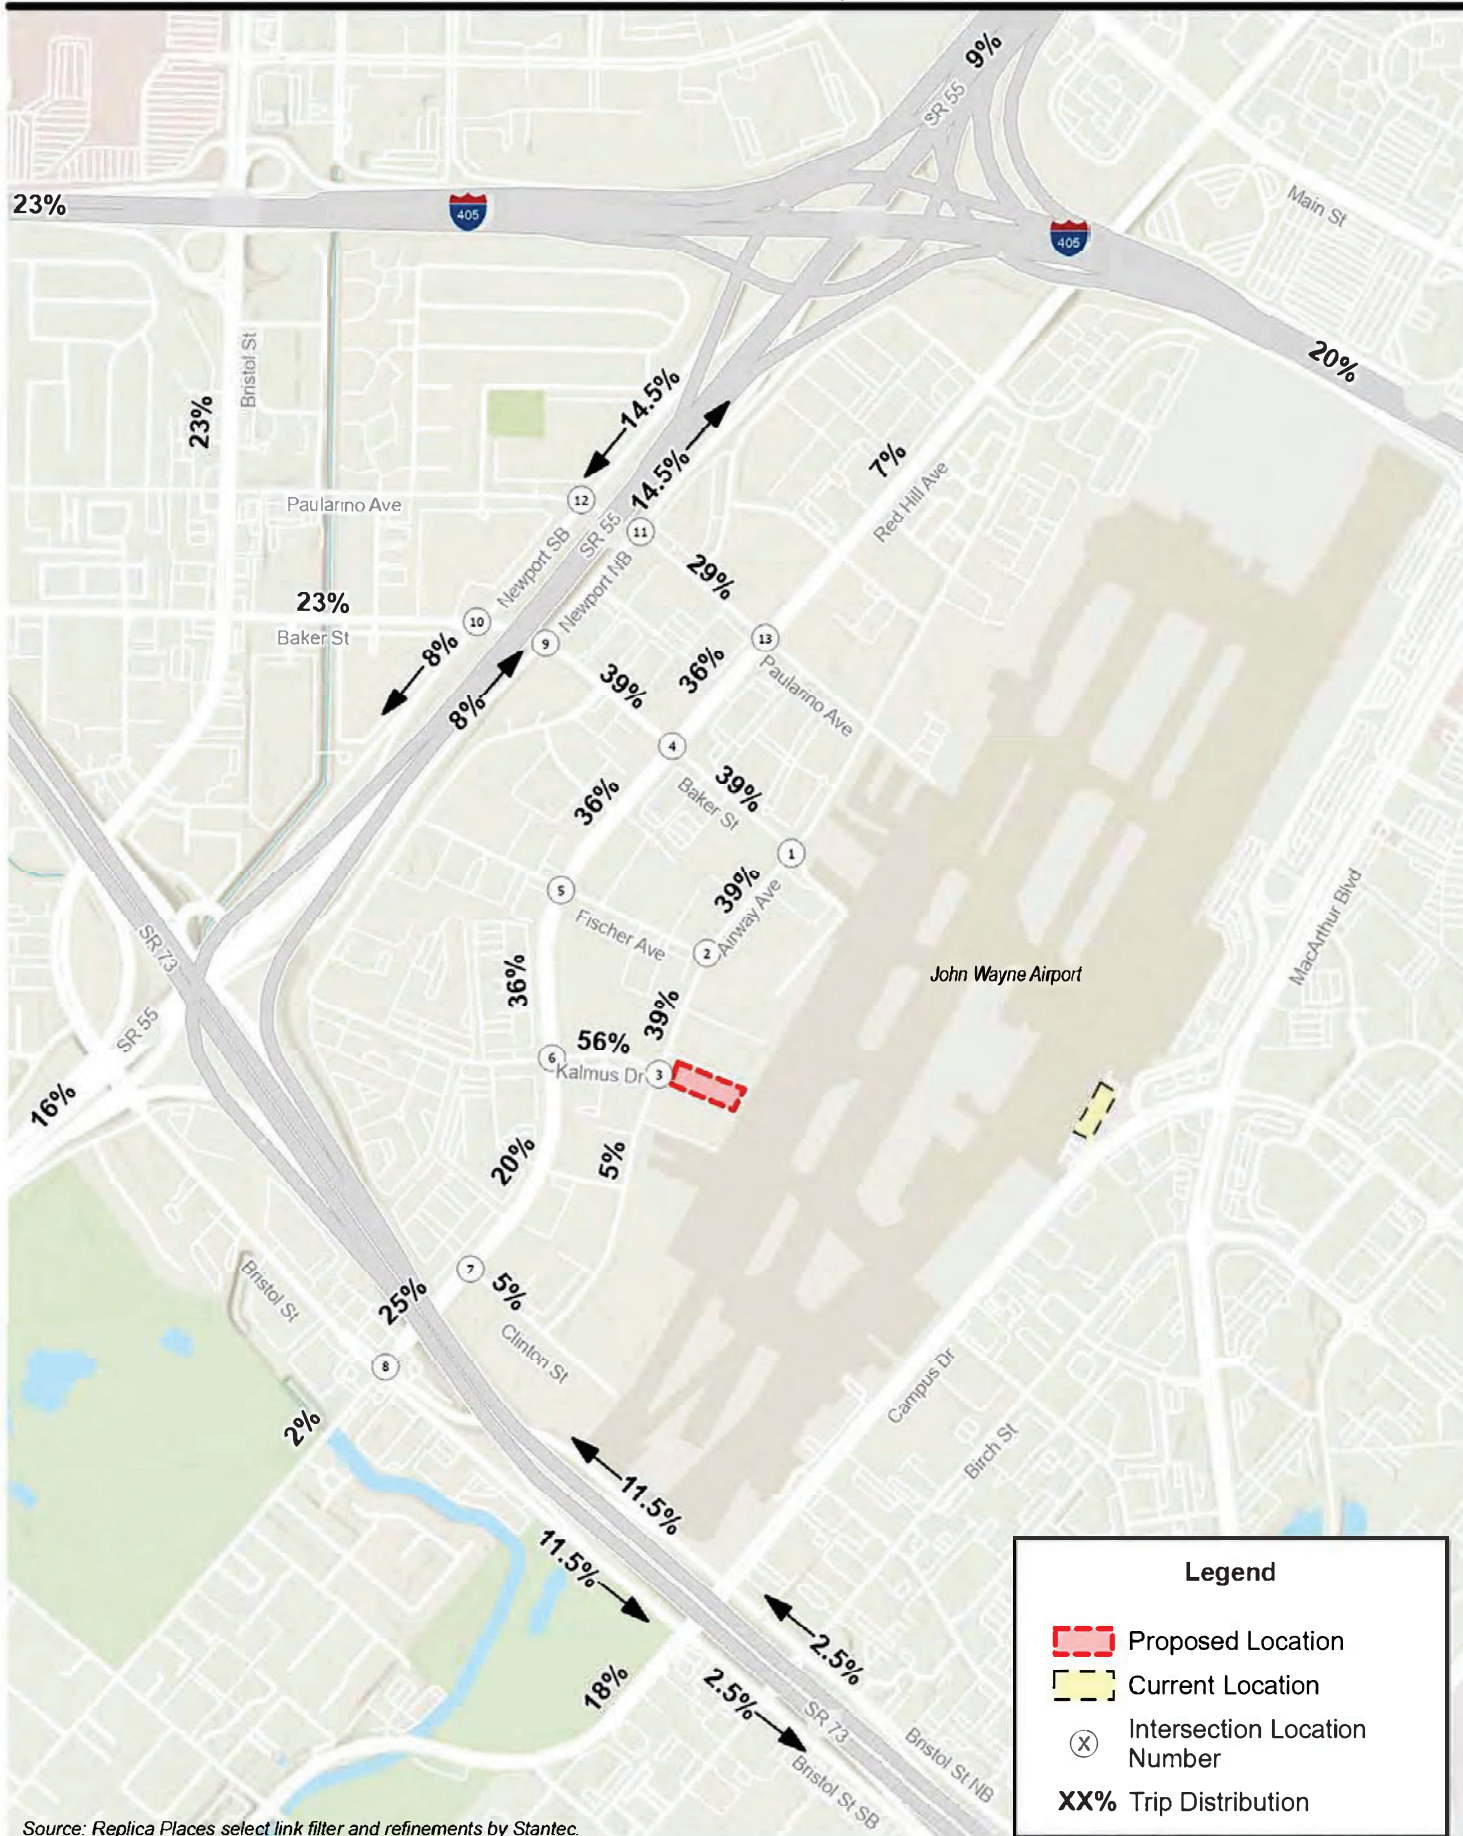 9%
SR 55
Main St
23%
405
405
20%
Bristol St
23%
14.5%
14.5%
7%
Red Hill Ave
Paularino Ave
12
SR 55
11
Newport SB
Newport NB
29%
23%
Baker St
10
9
13
8%
8%
39%
36%
Paularino Ave
4
36%
39%
Baker St
1
39%
Airway Ave
5
Fischer Ave
2
MacArthur Blvd
John Wayne Airport
SR 73
SR 55
36%
39%
56%
6
Kalmus Dr
3
16%
20%
5%
Bristol St
7
5%
25%
Clinton St
8
2%
Campus Dr
Birch St
11.5%
11.5%
2.5%
18%
2.5%
SR 73
Bristol St NB
Bristol St SB
Legend
Proposed Location
Current Location
X
Intersection Location
Number
XX% Trip Distribution
Source: Replica Places select link filter and refinements by Stantec.